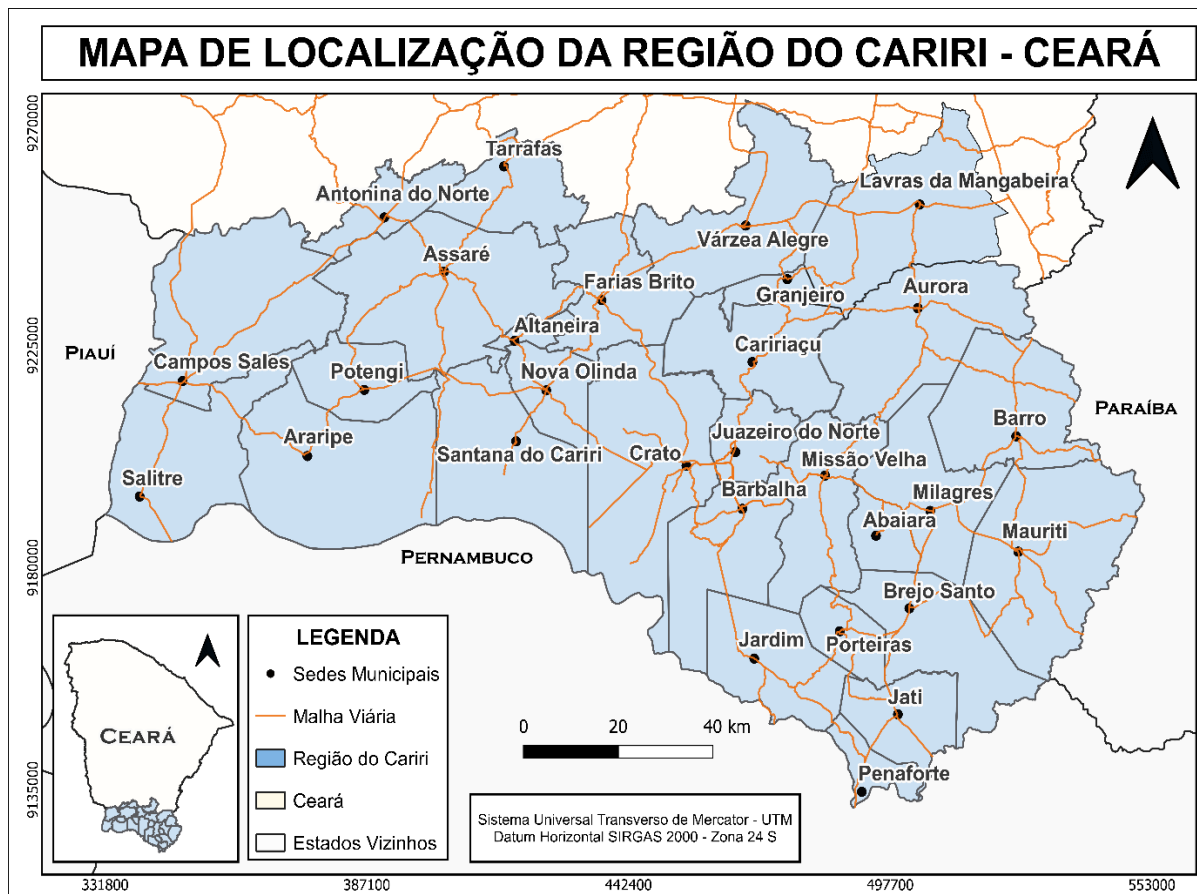 MAPA DE LOCALIZAÇÃO DA REGIÃO DO CARIRI - CEARÁ
9270000
9225000
9180000
9135000
Tarrafas
Antonina do Norte
Lavras da Mangabeira
Várzea Alegre
Assaré
Farias Brito
Granjeiro
Aurora
Altaneira
PIAUÍ
Campos Sales
Potengi
Nova Olinda
Caririaçu
PARAÍBA
Barro
Araripe
Santana do Cariri
Crato
Juazeiro do Norte
Missão Velha
Salitre
Barbalha
Milagres
Abaiara
Mauriti
PERNAMBUCO
Brejo Santo
Jardim
Porteiras
Jati
Penaforte
CEARÁ
LEGENDA
Sedes Municipais
Malha Viária
Região do Cariri
Ceará
Estados Vizinhos
0 20 40 km
Sistema Universal Transverso de Mercator - UTM
Datum Horizontal SIRGAS 2000 - Zona 24 S
331800 387100 442400 497700 553000